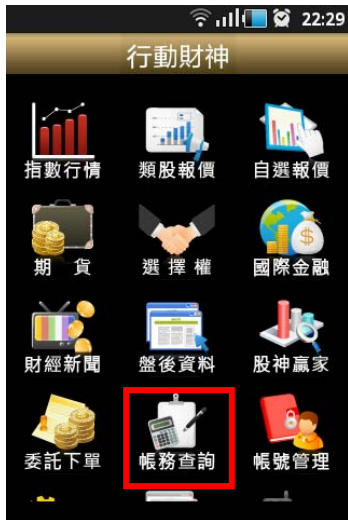 22:29
行動財神
指數行情 類股報價 自選報價
期 貨 選擇權 國際金融
財經新聞 盤後資料 股神贏家
委託下單 帳務查詢 帳號管理